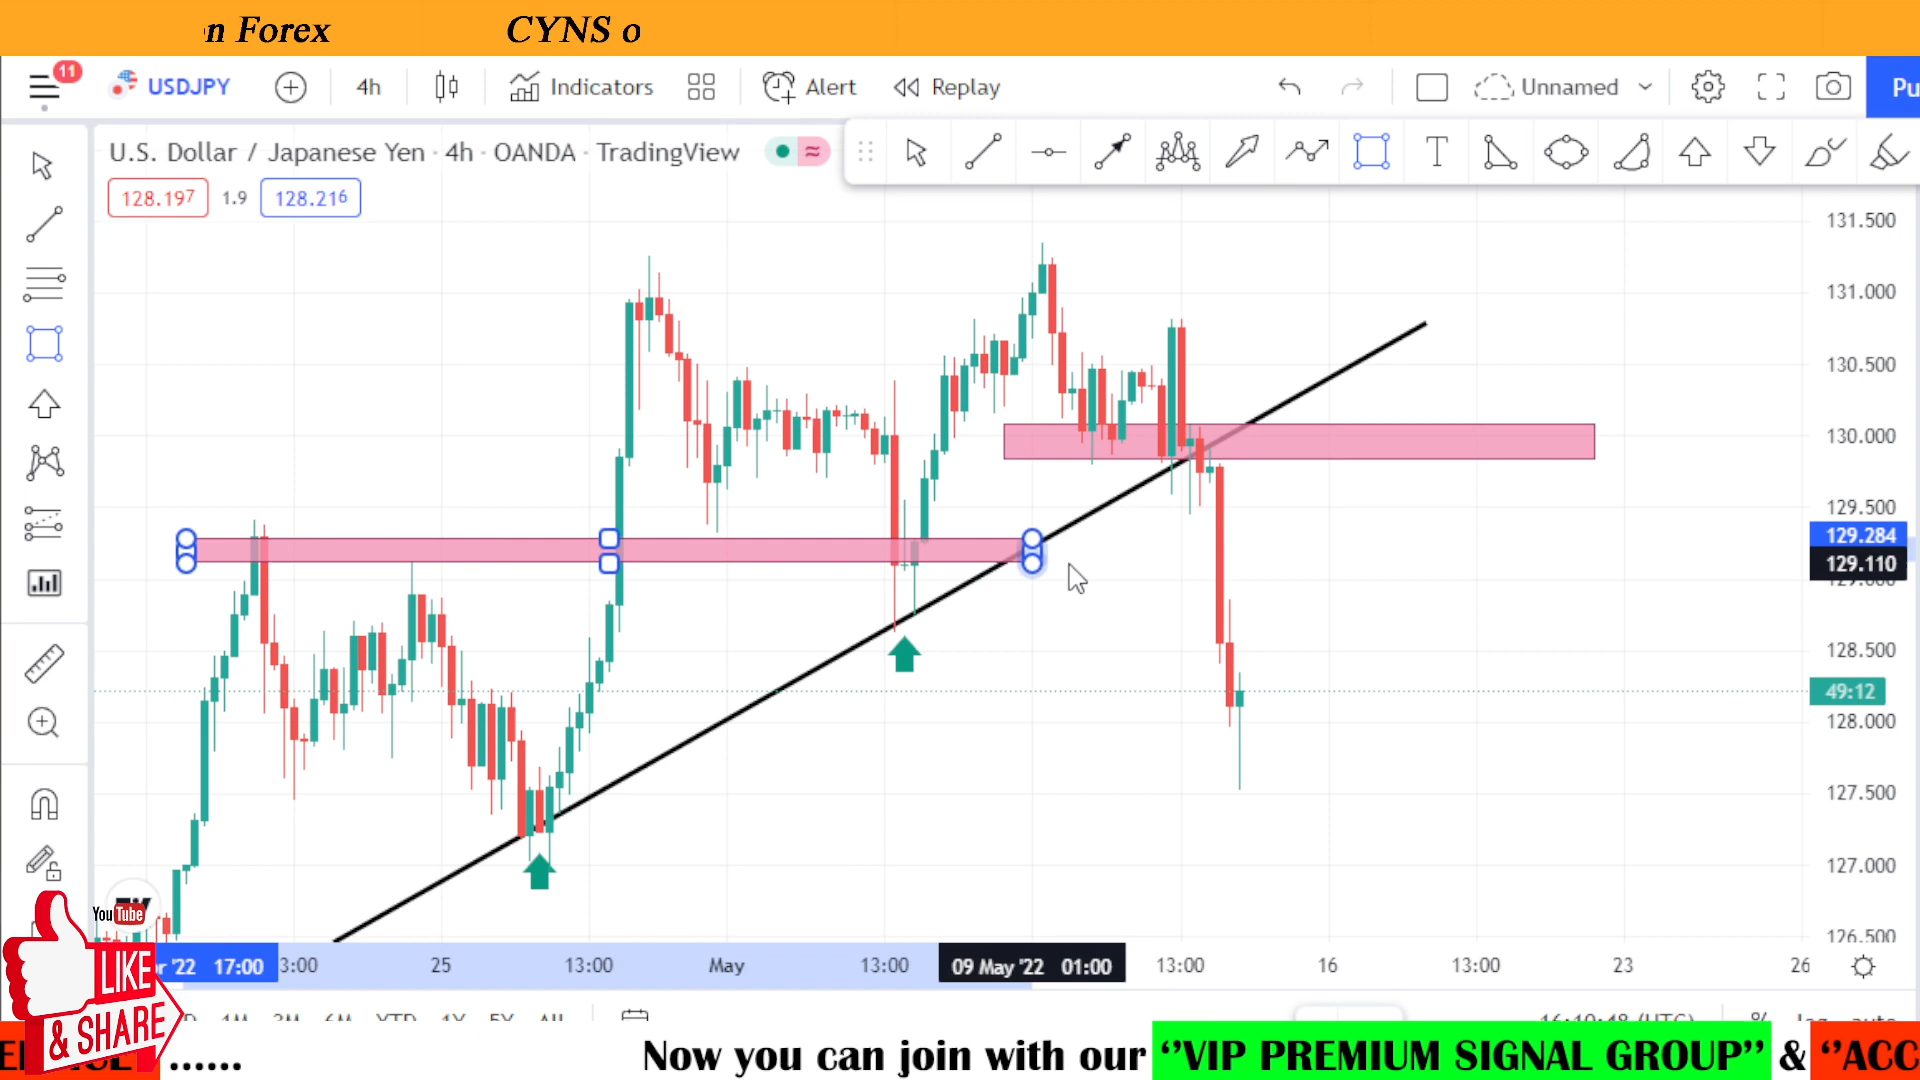 n Forex CYNS o
11 USDJPY 4h Indicators Alert Replay Unnamed Pu
U.S. Dollar / Japanese Yen · 4h · OANDA · TradingView
T
128.197 1.9 128.216
131.500
131.000
130.500
130.000
129.500
129.284
129.110
128.500
49:12
128.000
127.500
127.000
126.500
YouTube
r '22 17:00 3:00 25 13:00 May 13:00 09 May '22 01:00 13:00 16 13:00 23 26
LIKE
& SHARE
...... Now you can join with our ‘’VIP PREMIUM SIGNAL GROUP’’ & ‘’ACC